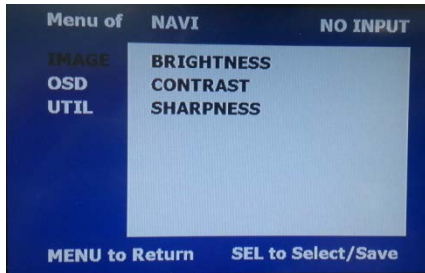 Menu of NAVI NO INPUT
IMAGE BRIGHTNESS
OSD CONTRAST
UTIL SHARPNESS
MENU to Return SEL to Select/Save